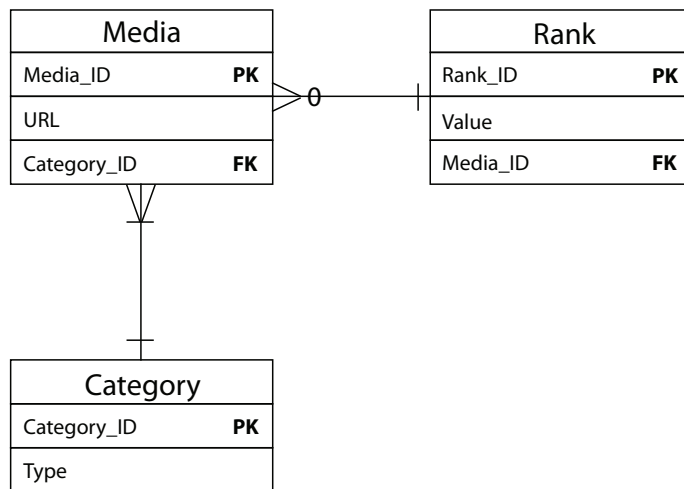 Media
Media_ID PK
URL
Category_ID FK
0
Rank
Rank_ID PK
Value
Media_ID FK
Category
Category_ID PK
Type